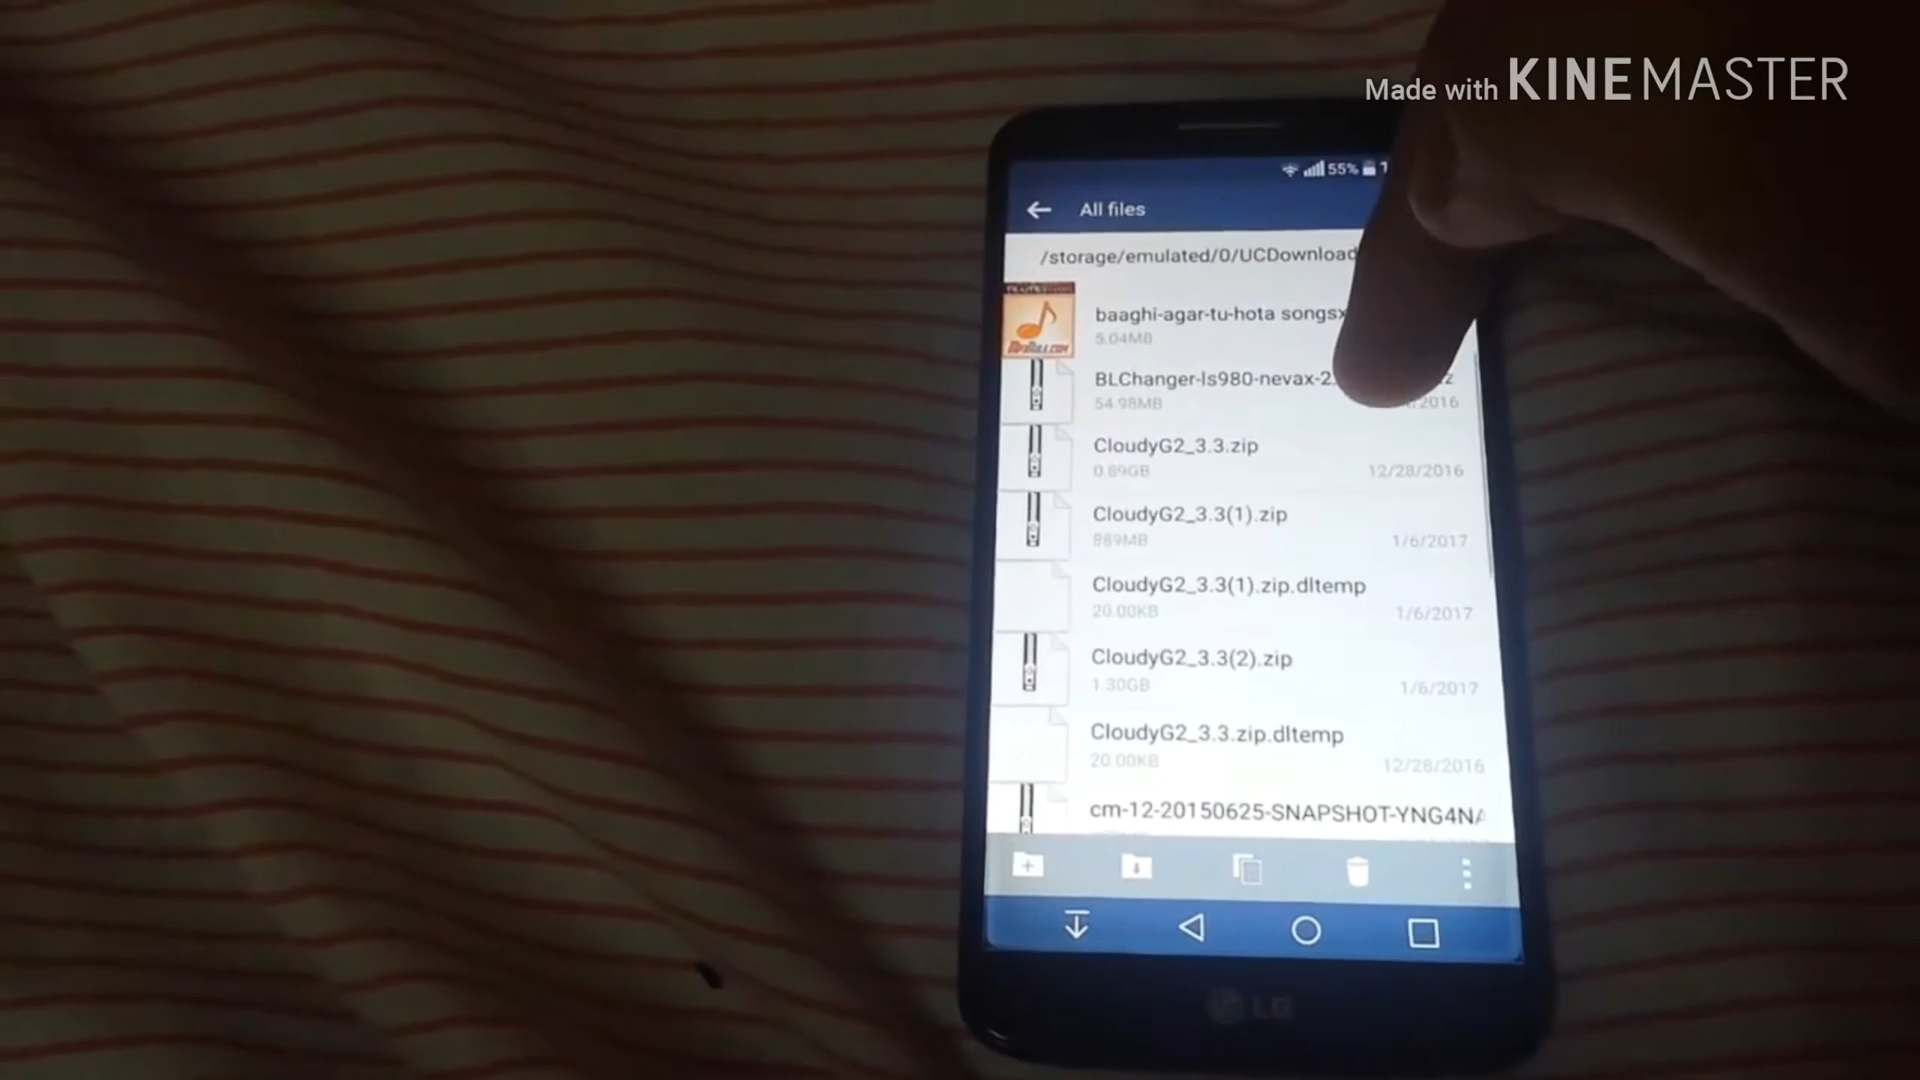 Made with KINEMASTER
55%
All files
/storage/emulated/0/UCDownload
baaghi-agar-tu-hota songsx
5.04MB
BLChanger-ls980-nevax-2
54.98MB 2016
CloudyG2_3.3.zip
0.89GB 12/28/2016
CloudyG2_3.3(1).zip
889MB 1/6/2017
CloudyG2_3.3(1).zip.dltemp
20.00KB 1/6/2017
CloudyG2_3.3(2).zip
1.30GB 1/6/2017
CloudyG2_3.3.zip.dltemp
20.00KB 12/28/2016
cm-12-20150625-SNAPSHOT-YNG4NA
LG